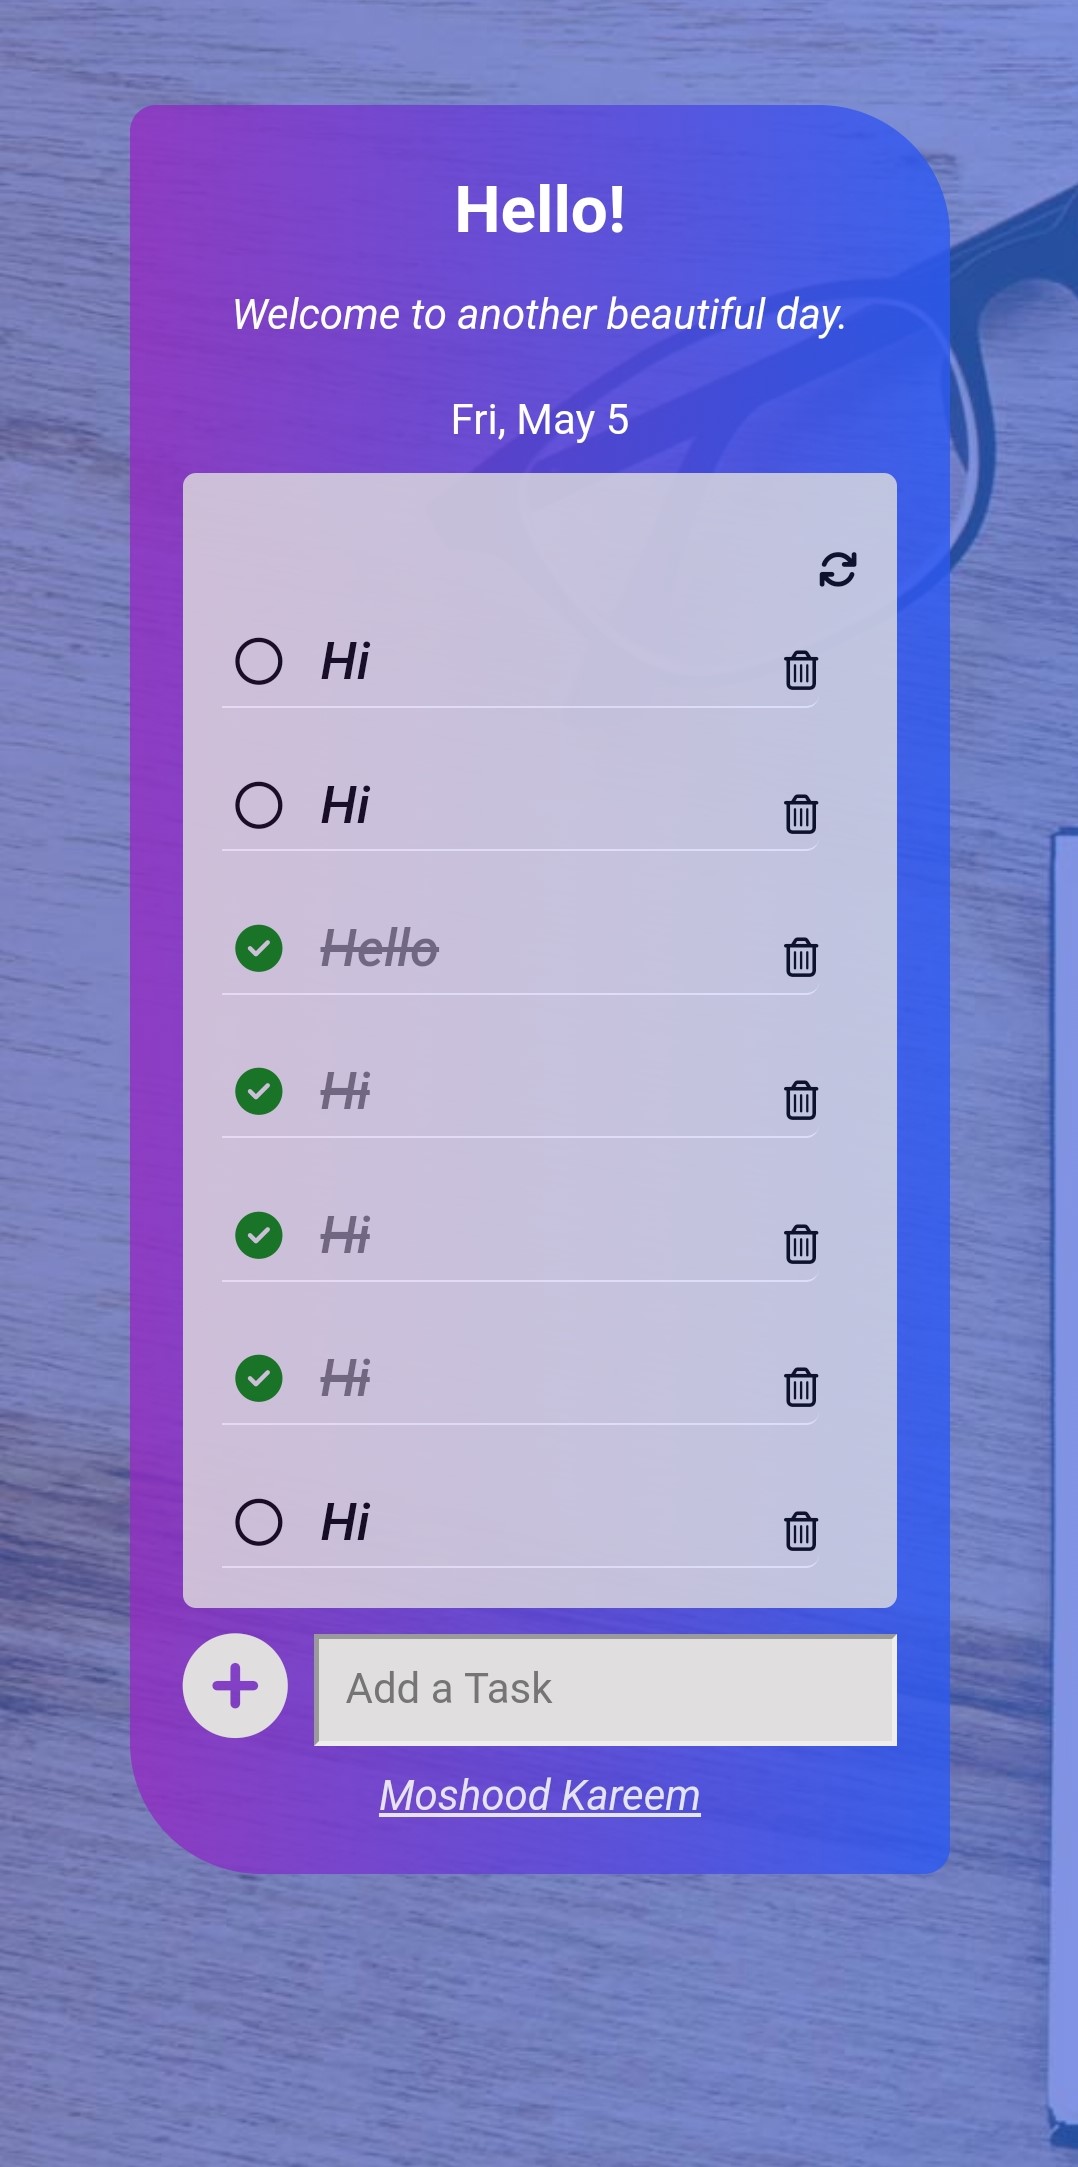 Hello!
Welcome to another beautiful day.
Fri, May 5
Hi
Hi
Hello
Hi
Hi
Hi
Hi
Add a Task
Moshood Kareem